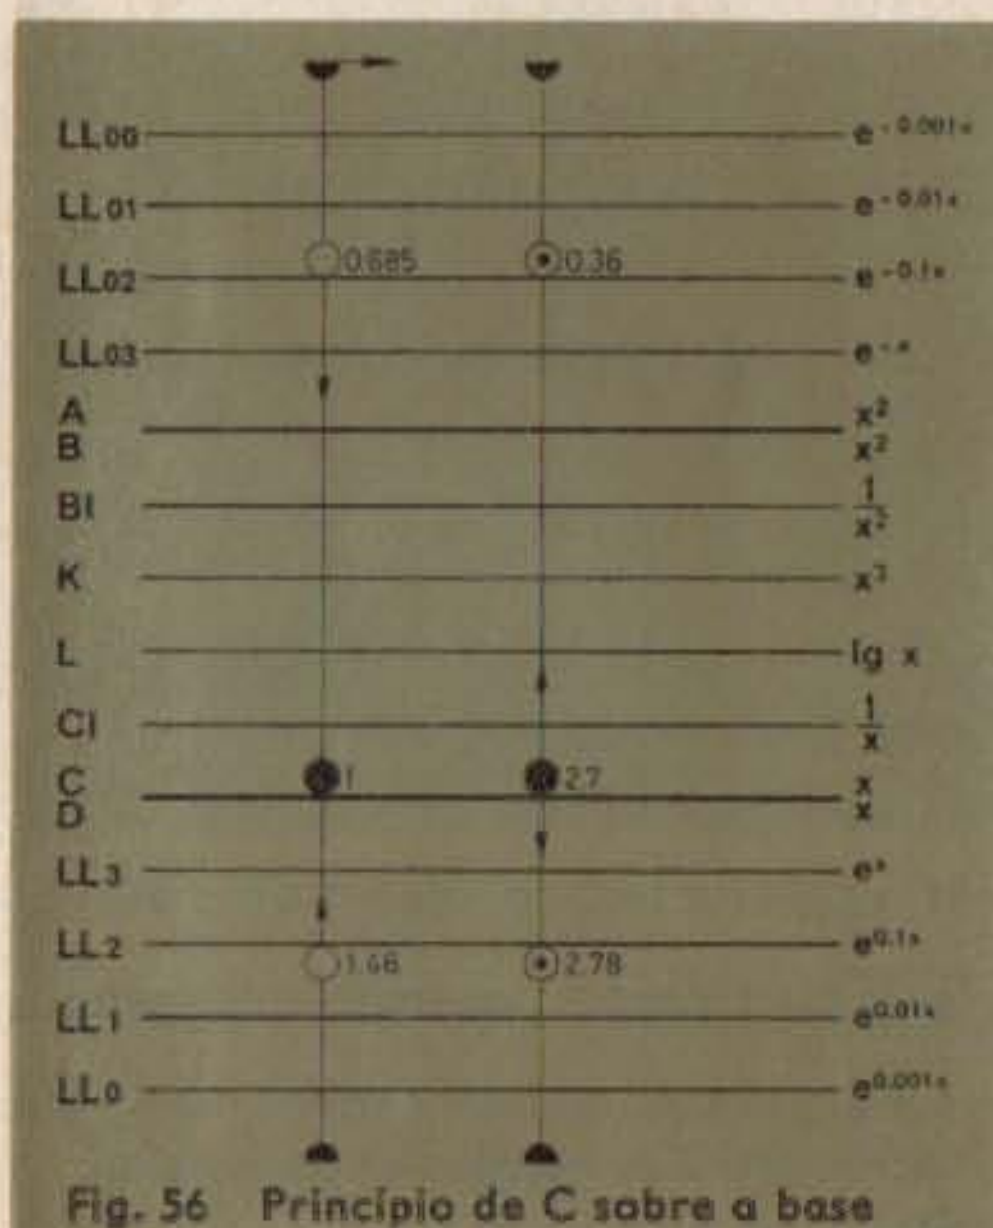 LL00 e-0.001x
LL01 e-0.01x
0.685 0.36
LL02 e-0.1x
LL03 e-x
A x2
B x2
BI 1/x2
K x3
L lg x
CI 1/x
1 2.7
C x
D x
LL3 ex
LL2 e0.1x
1.46 2.78
LL1 e0.01x
LL0 e0.001x
Fig. 56 Princípio de C sobre a base